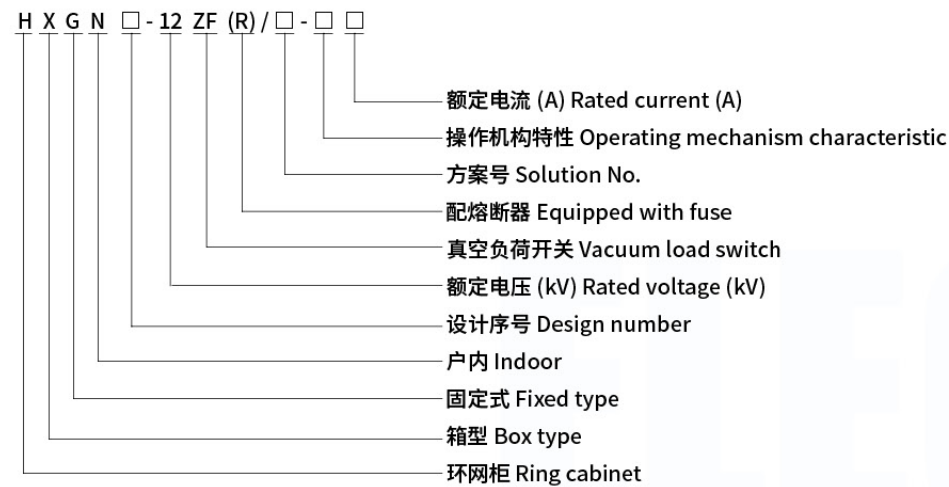 H X G N □ - 12 ZF (R) / □ - □ □
额定电流 (A) Rated current (A)
操作机构特性 Operating mechanism characteristic
方案号 Solution No.
配熔断器 Equipped with fuse
真空负荷开关 Vacuum load switch
额定电压 (kV) Rated voltage (kV)
设计序号 Design number
户内 Indoor
固定式 Fixed type
箱型 Box type
环网柜 Ring cabinet